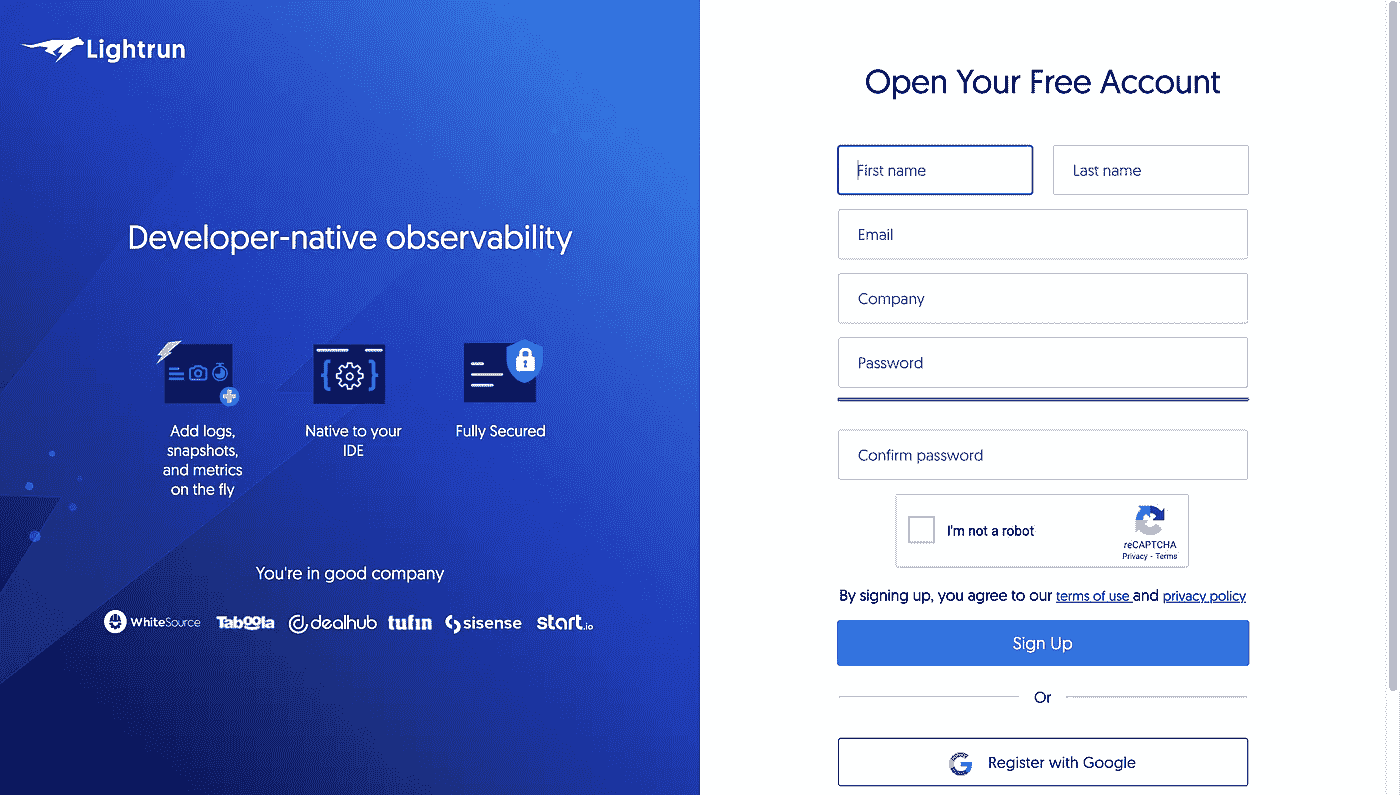 Lightrun
Developer-native observability
Add logs,
snapshots,
and metrics
on the fly
Native to your
IDE
Fully Secured
You're in good company
WhiteSource Taboola dealhub tufin sisense start.io
Open Your Free Account
First name Last name
Email
Company
Password
Confirm password
I'm not a robot
reCAPTCHA
Privacy - Terms
By signing up, you agree to our terms of use and privacy policy
Sign Up
Or
Register with Google